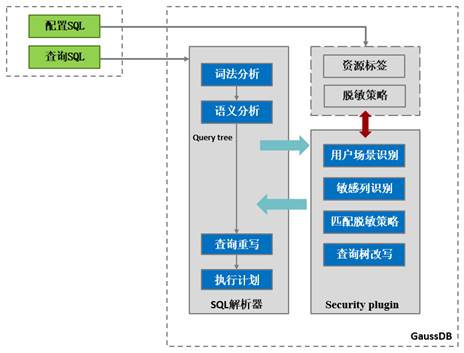 配置SQL
查询SQL
词法分析
语义分析
Query tree
查询重写
执行计划
SQL解析器
资源标签
脱敏策略
用户场景识别
敏感列识别
匹配脱敏策略
查询树改写
Security plugin
GaussDB